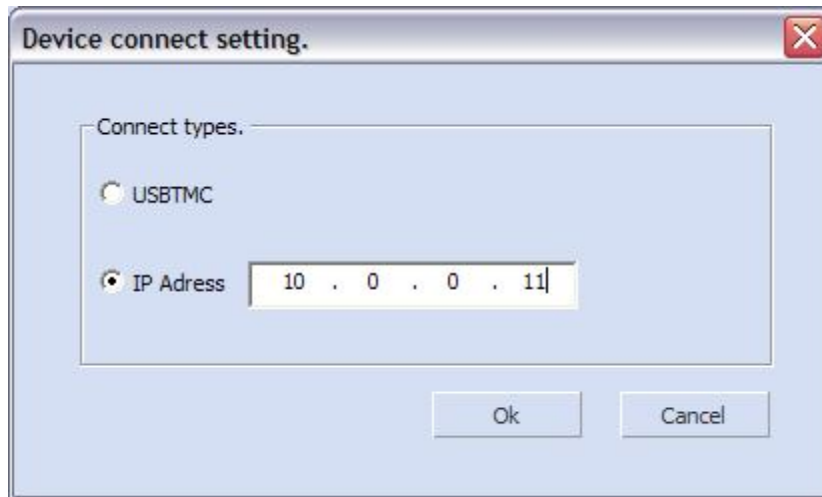 Device connect setting.
Connect types.
USBTMC
IP Adress 10 . 0 . 0 . 11
Ok Cancel